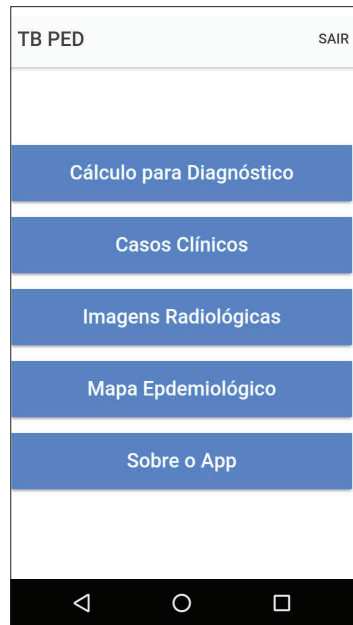 TB PED SAIR
Cálculo para Diagnóstico
Casos Clínicos
Imagens Radiológicas
Mapa Epdemiológico
Sobre o App